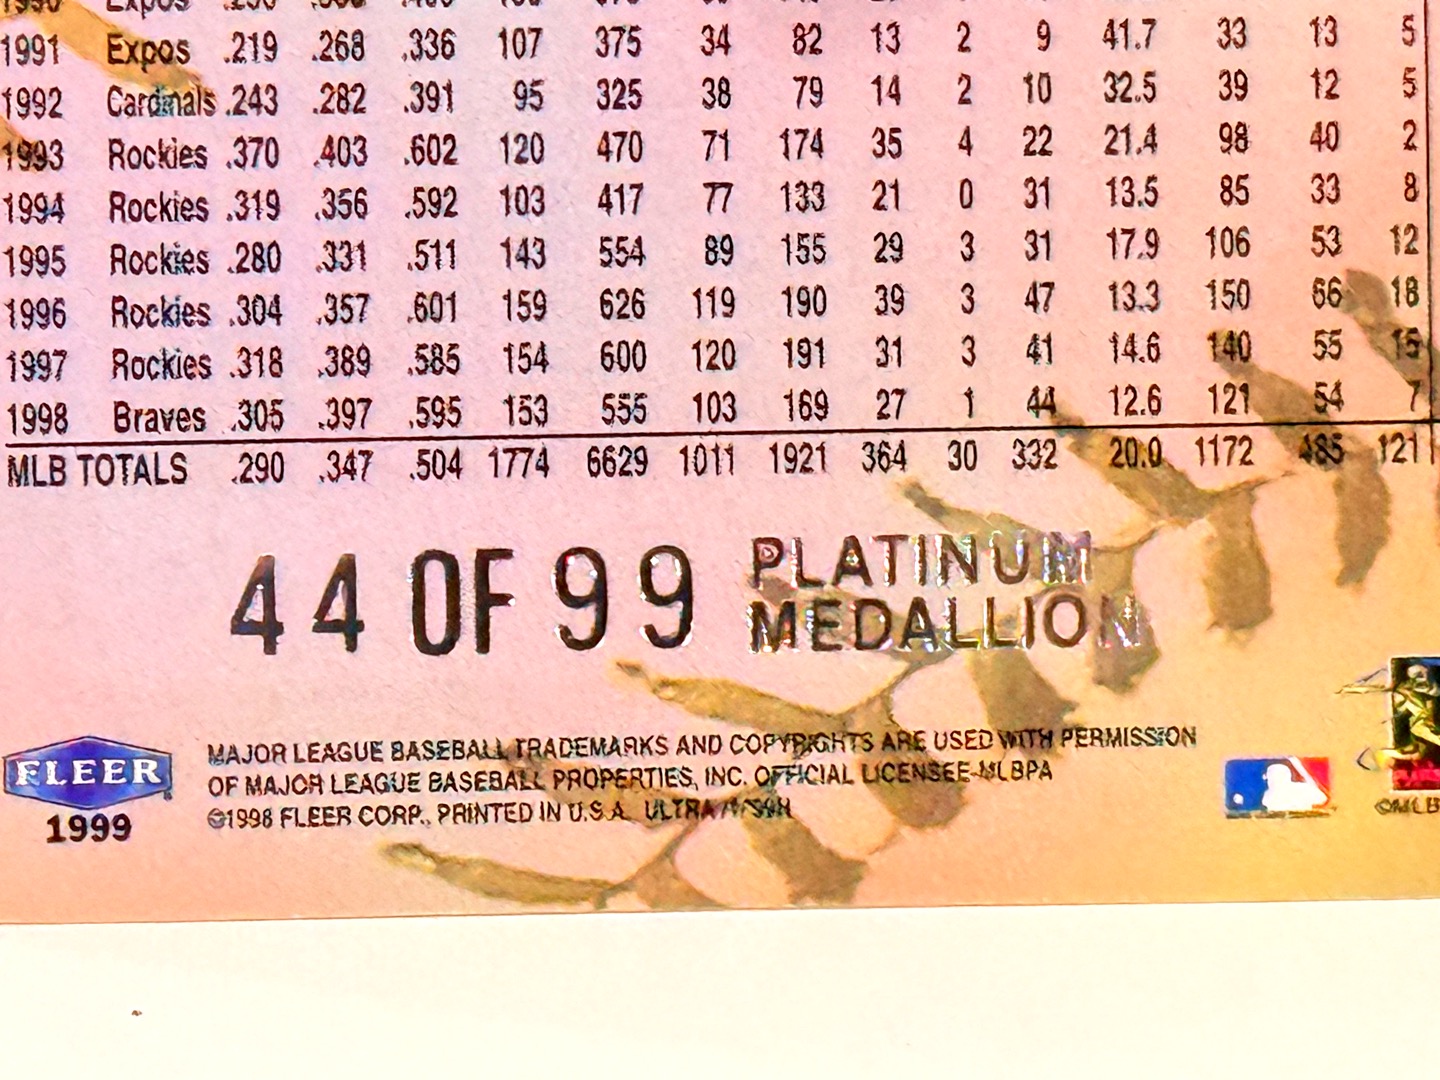 1991 Expos .219 .268 .336 107 375 34 82 13 2 9 41.7 33 13 5
1992 Cardinals .243 .282 .391 95 325 38 79 14 2 10 32.5 39 12 5
1993 Rockies .370 .403 .602 120 470 71 174 35 4 22 21.4 98 40 2
1994 Rockies .319 .356 .592 103 417 77 133 21 0 31 13.5 85 33 8
1995 Rockies .280 .331 .511 143 554 89 155 29 3 31 17.9 106 53 12
1996 Rockies .304 .357 .601 159 626 119 190 39 3 47 13.3 150 66 18
1997 Rockies .318 .389 .585 154 600 120 191 31 3 41 14.6 140 55 15
1998 Braves .305 .397 .595 153 555 103 169 27 1 44 12.6 121 54 7
MLB TOTALS .290 .347 .504 1774 6629 1011 1921 364 30 332 20.0 1172 485 121
44 OF 99 PLATINUM
MEDALLION
FLEER
1999
MAJOR LEAGUE BASEBALL TRADEMARKS AND COPYRIGHTS ARE USED WITH PERMISSION
OF MAJOR LEAGUE BASEBALL PROPERTIES, INC. OFFICIAL LICENSEE-MLBPA
©1998 FLEER CORP., PRINTED IN U.S.A. ULTRA
©MLB